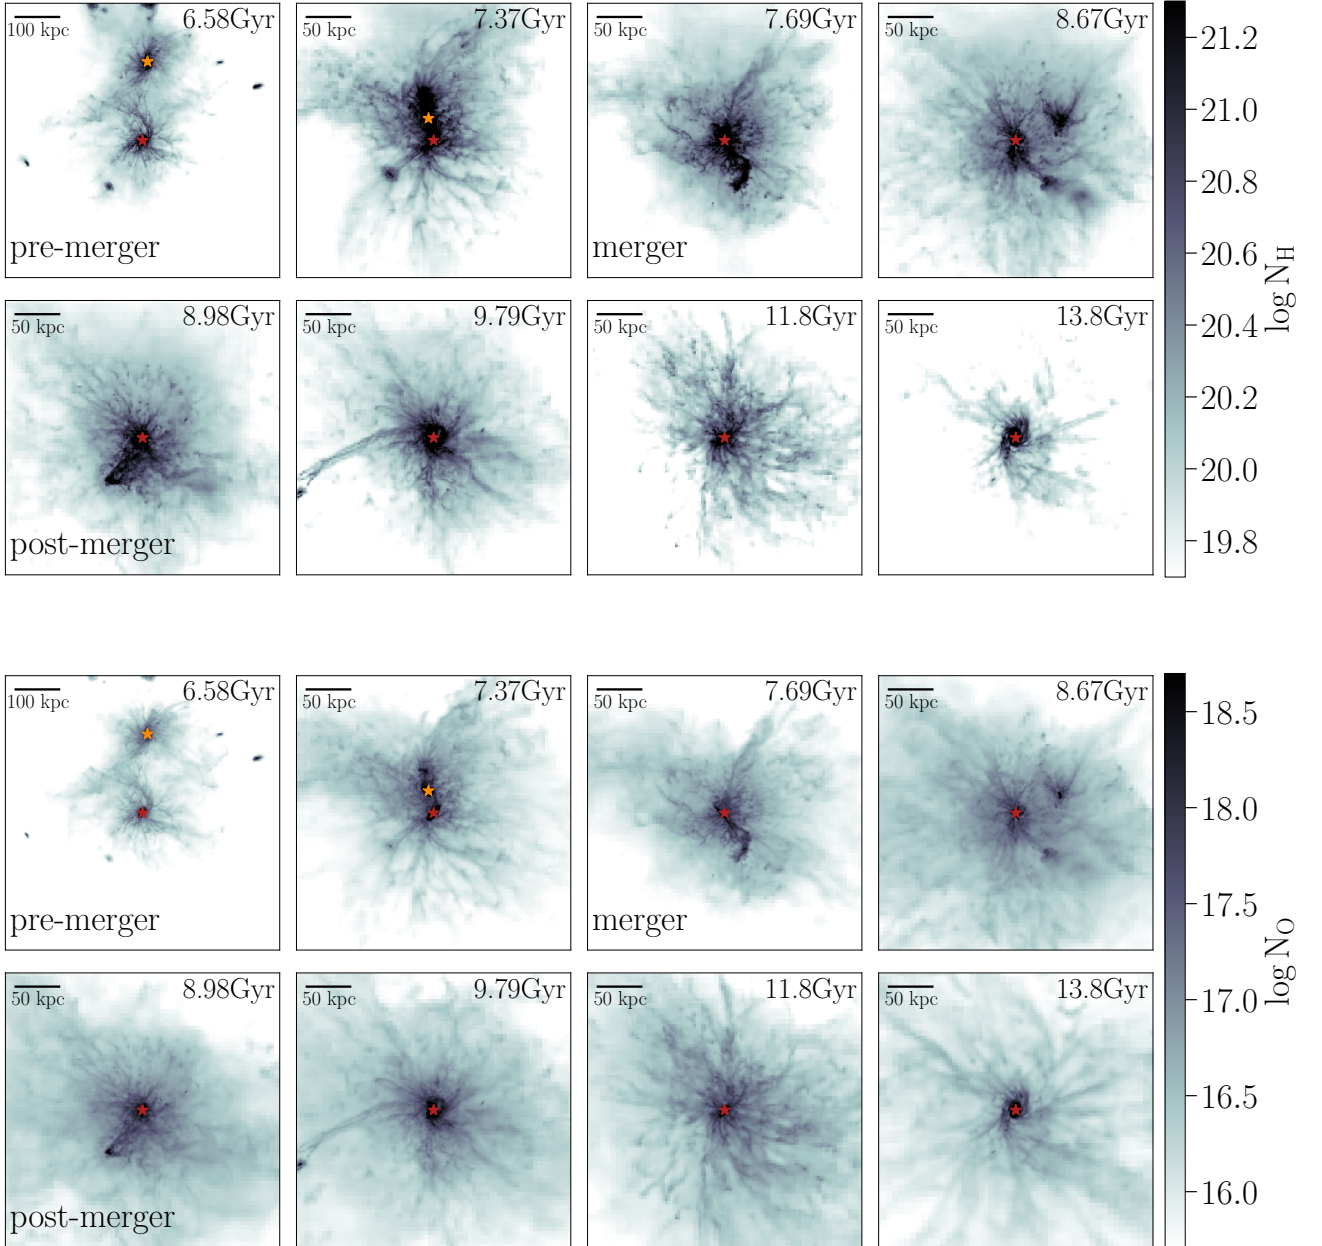 6.58Gyr
100 kpc
pre-merger
7.37Gyr
50 kpc
7.69Gyr
50 kpc
merger
8.67Gyr
50 kpc
8.98Gyr
50 kpc
post-merger
9.79Gyr
50 kpc
11.8Gyr
50 kpc
13.8Gyr
50 kpc
21.2
21.0
20.8
20.6
20.4
20.2
20.0
19.8
log N_H
6.58Gyr
100 kpc
pre-merger
7.37Gyr
50 kpc
7.69Gyr
50 kpc
merger
8.67Gyr
50 kpc
8.98Gyr
50 kpc
post-merger
9.79Gyr
50 kpc
11.8Gyr
50 kpc
13.8Gyr
50 kpc
18.5
18.0
17.5
17.0
16.5
16.0
log N_O